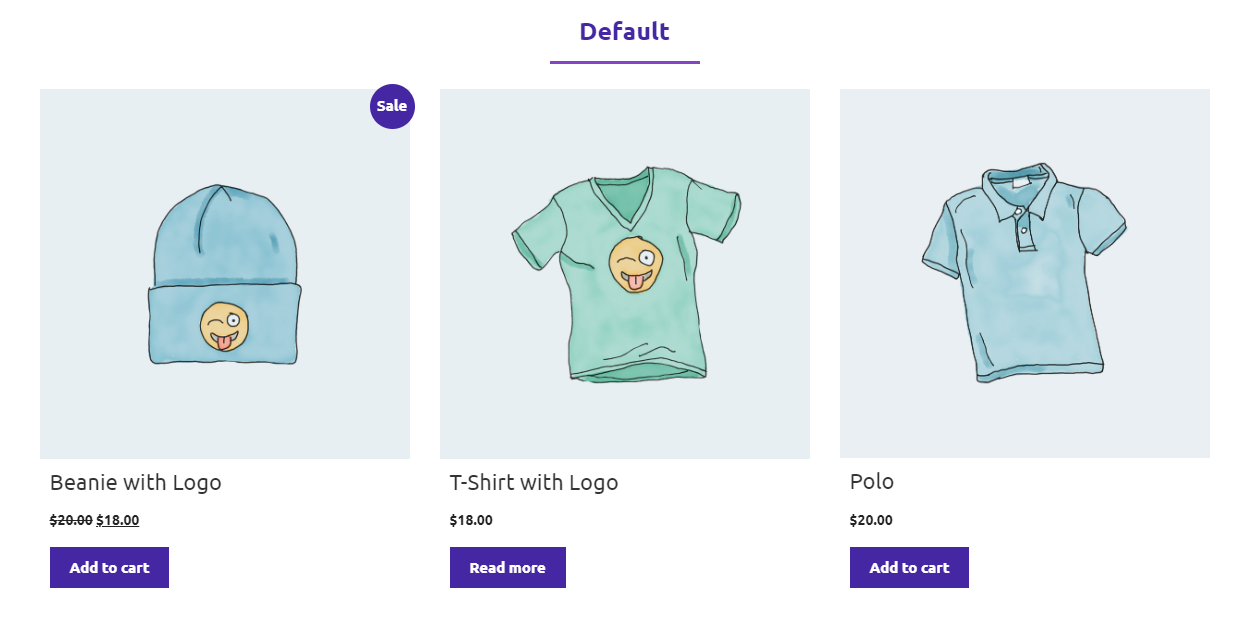 Default
Sale
Beanie with Logo
$20.00 $18.00
Add to cart
T-Shirt with Logo
$18.00
Read more
Polo
$20.00
Add to cart